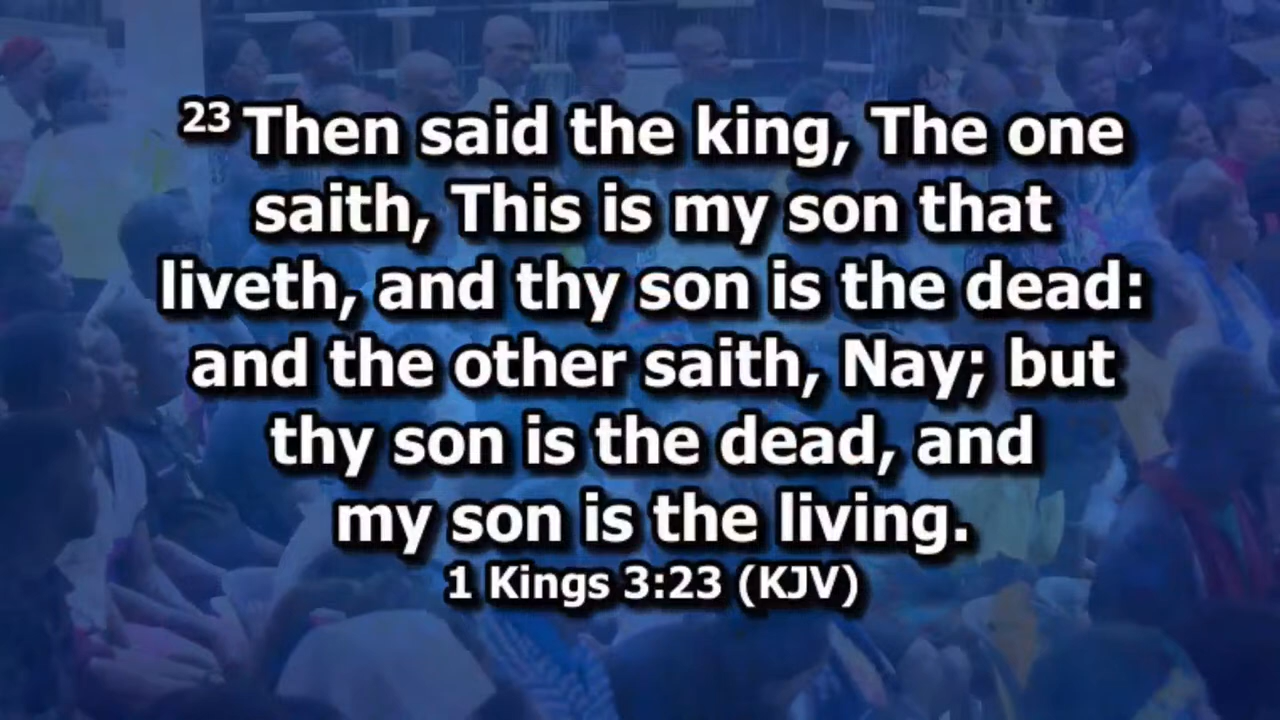 23 Then said the king, The one
saith, This is my son that
liveth, and thy son is the dead:
and the other saith, Nay; but
thy son is the dead, and
my son is the living.
1 Kings 3:23 (KJV)